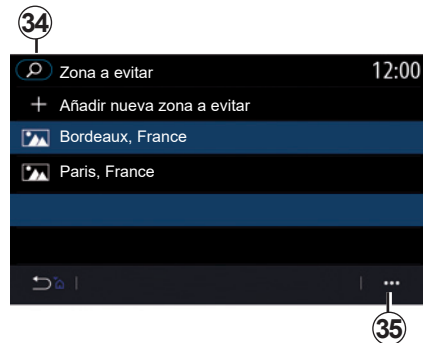 34
Zona a evitar 12:00
+ Añadir nueva zona a evitar
Bordeaux, France
Paris, France
35